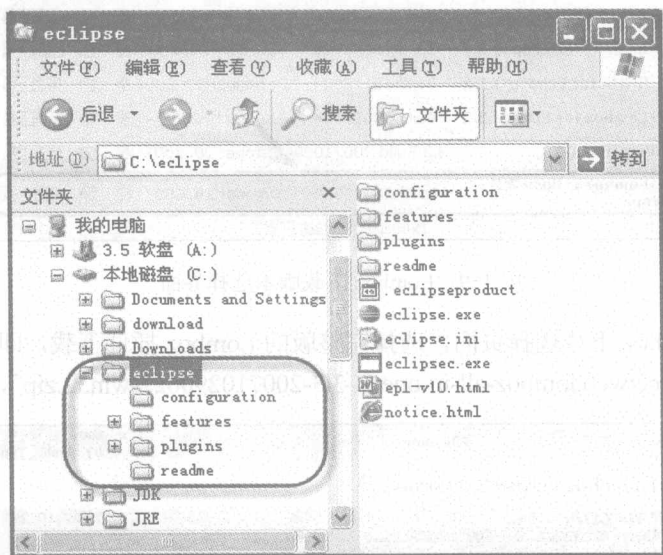 eclipse
文件(F) 编辑(E) 查看(V) 收藏(A) 工具(T) 帮助(H)
后退 搜索 文件夹
地址(D) C:\eclipse 转到
文件夹
我的电脑
3.5 软盘 (A:)
本地磁盘 (C:)
Documents and Settings
download
Downloads
eclipse
configuration
features
plugins
readme
JDK
JRE
configuration
features
plugins
readme
.eclipseproduct
eclipse.exe
eclipse.ini
eclipsec.exe
epl-v10.html
notice.html